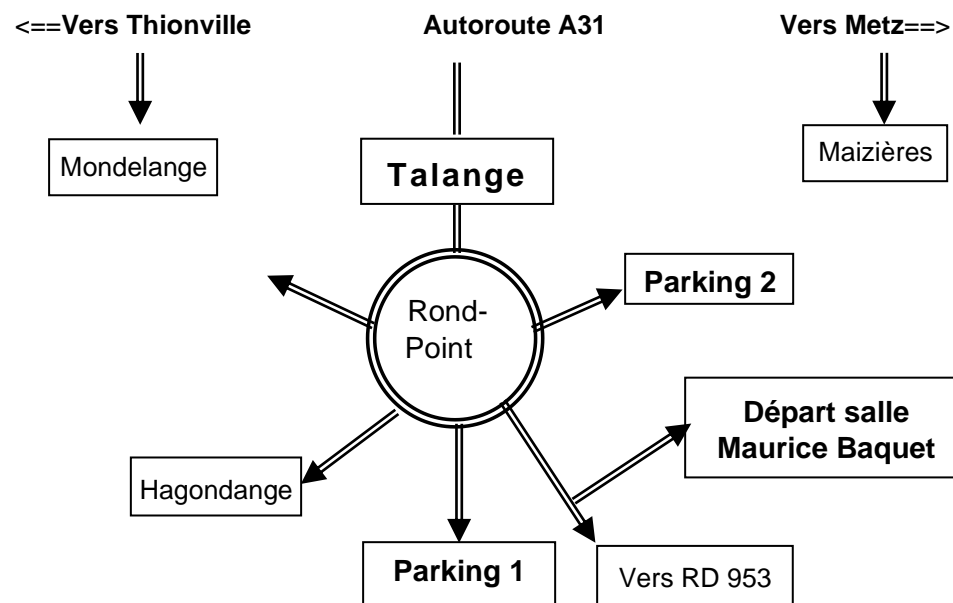 <==Vers Thionville
Autoroute A31
Vers Metz==>
Mondelange
Talange
Maizières
Rond-
Point
Parking 2
Départ salle
Maurice Baquet
Hagondange
Parking 1
Vers RD 953